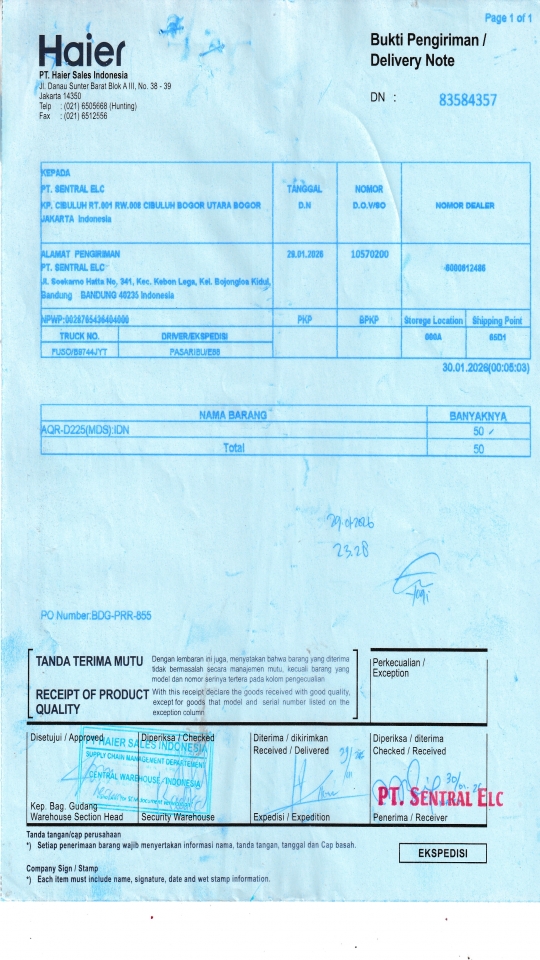 Page 1 of 1
Haier
Bukti Pengiriman /
Delivery Note
PT. Haier Sales Indonesia
Jl. Danau Sunter Barat Blok A III, No. 38 - 39
Jakarta 14350
Telp : (021) 6505668 (Hunting)
Fax : (021) 6512556
DN : 83584357
KEPADA
PT. SENTRAL ELC
KP. CIBULUH RT.001 RW.008 CIBULUH BOGOR UTARA BOGOR
JAKARTA Indonesia
TANGGAL
D.N
NOMOR
D.O.V/SO
NOMOR DEALER
ALAMAT PENGIRIMAN
PT. SENTRAL ELC
Jl. Soekarno Hatta No, 341, Kec. Kebon Lega, Kel. Bojongloa Kidul,
Bandung BANDUNG 40235 Indonesia
29.01.2026
10570200
NPWP:0028765436404000
PKP
BPKP
Storege Location
Shipping Point
TRUCK NO.
DRIVER/EKSPEDISI
FUSO/B9744JYT
PASARIBU/EBB
30.01.2026(00:05:03)
NAMA BARANG
BANYAKNYA
AQR-D225(MDS):IDN
50
Total
50
23.28
PO Number:BDG-PRR-855
TANDA TERIMA MUTU
Dengan lembaran ini juga, menyatakan bahwa barang yang diterima
tidak bermasalah secara manajemen mutu, kecuali barang yang
model dan nomor serinya tertera pada kolom pengecualian
RECEIPT OF PRODUCT
QUALITY
With this receipt declare the goods received with good quality,
except for goods that model and serial number listed on the
exception column
Perkecualian /
Exception
Disetujui / Approved
Diperiksa / Checked
Diterima / dikirimkan
Received / Delivered
Diperiksa / diterima
Checked / Received
PT HAIER SALES INDONESIA
SUPPLY CHAIN MANAGEMENT DEPARTEMENT
CENTRAL WAREHOUSE / INDONESIA
30/
PT. SENTRAL ELC
Kep. Bag. Gudang
Warehouse Section Head
Security Warehouse
Expedisi / Expedition
Penerima / Receiver
Tanda tangan/cap perusahaan
*) Setiap penerimaan barang wajib menyertakan informasi nama, tanda tangan, tanggal dan Cap basah.
EKSPEDISI
Company Sign / Stamp
*) Each item must include name, signature, date and wet stamp information.